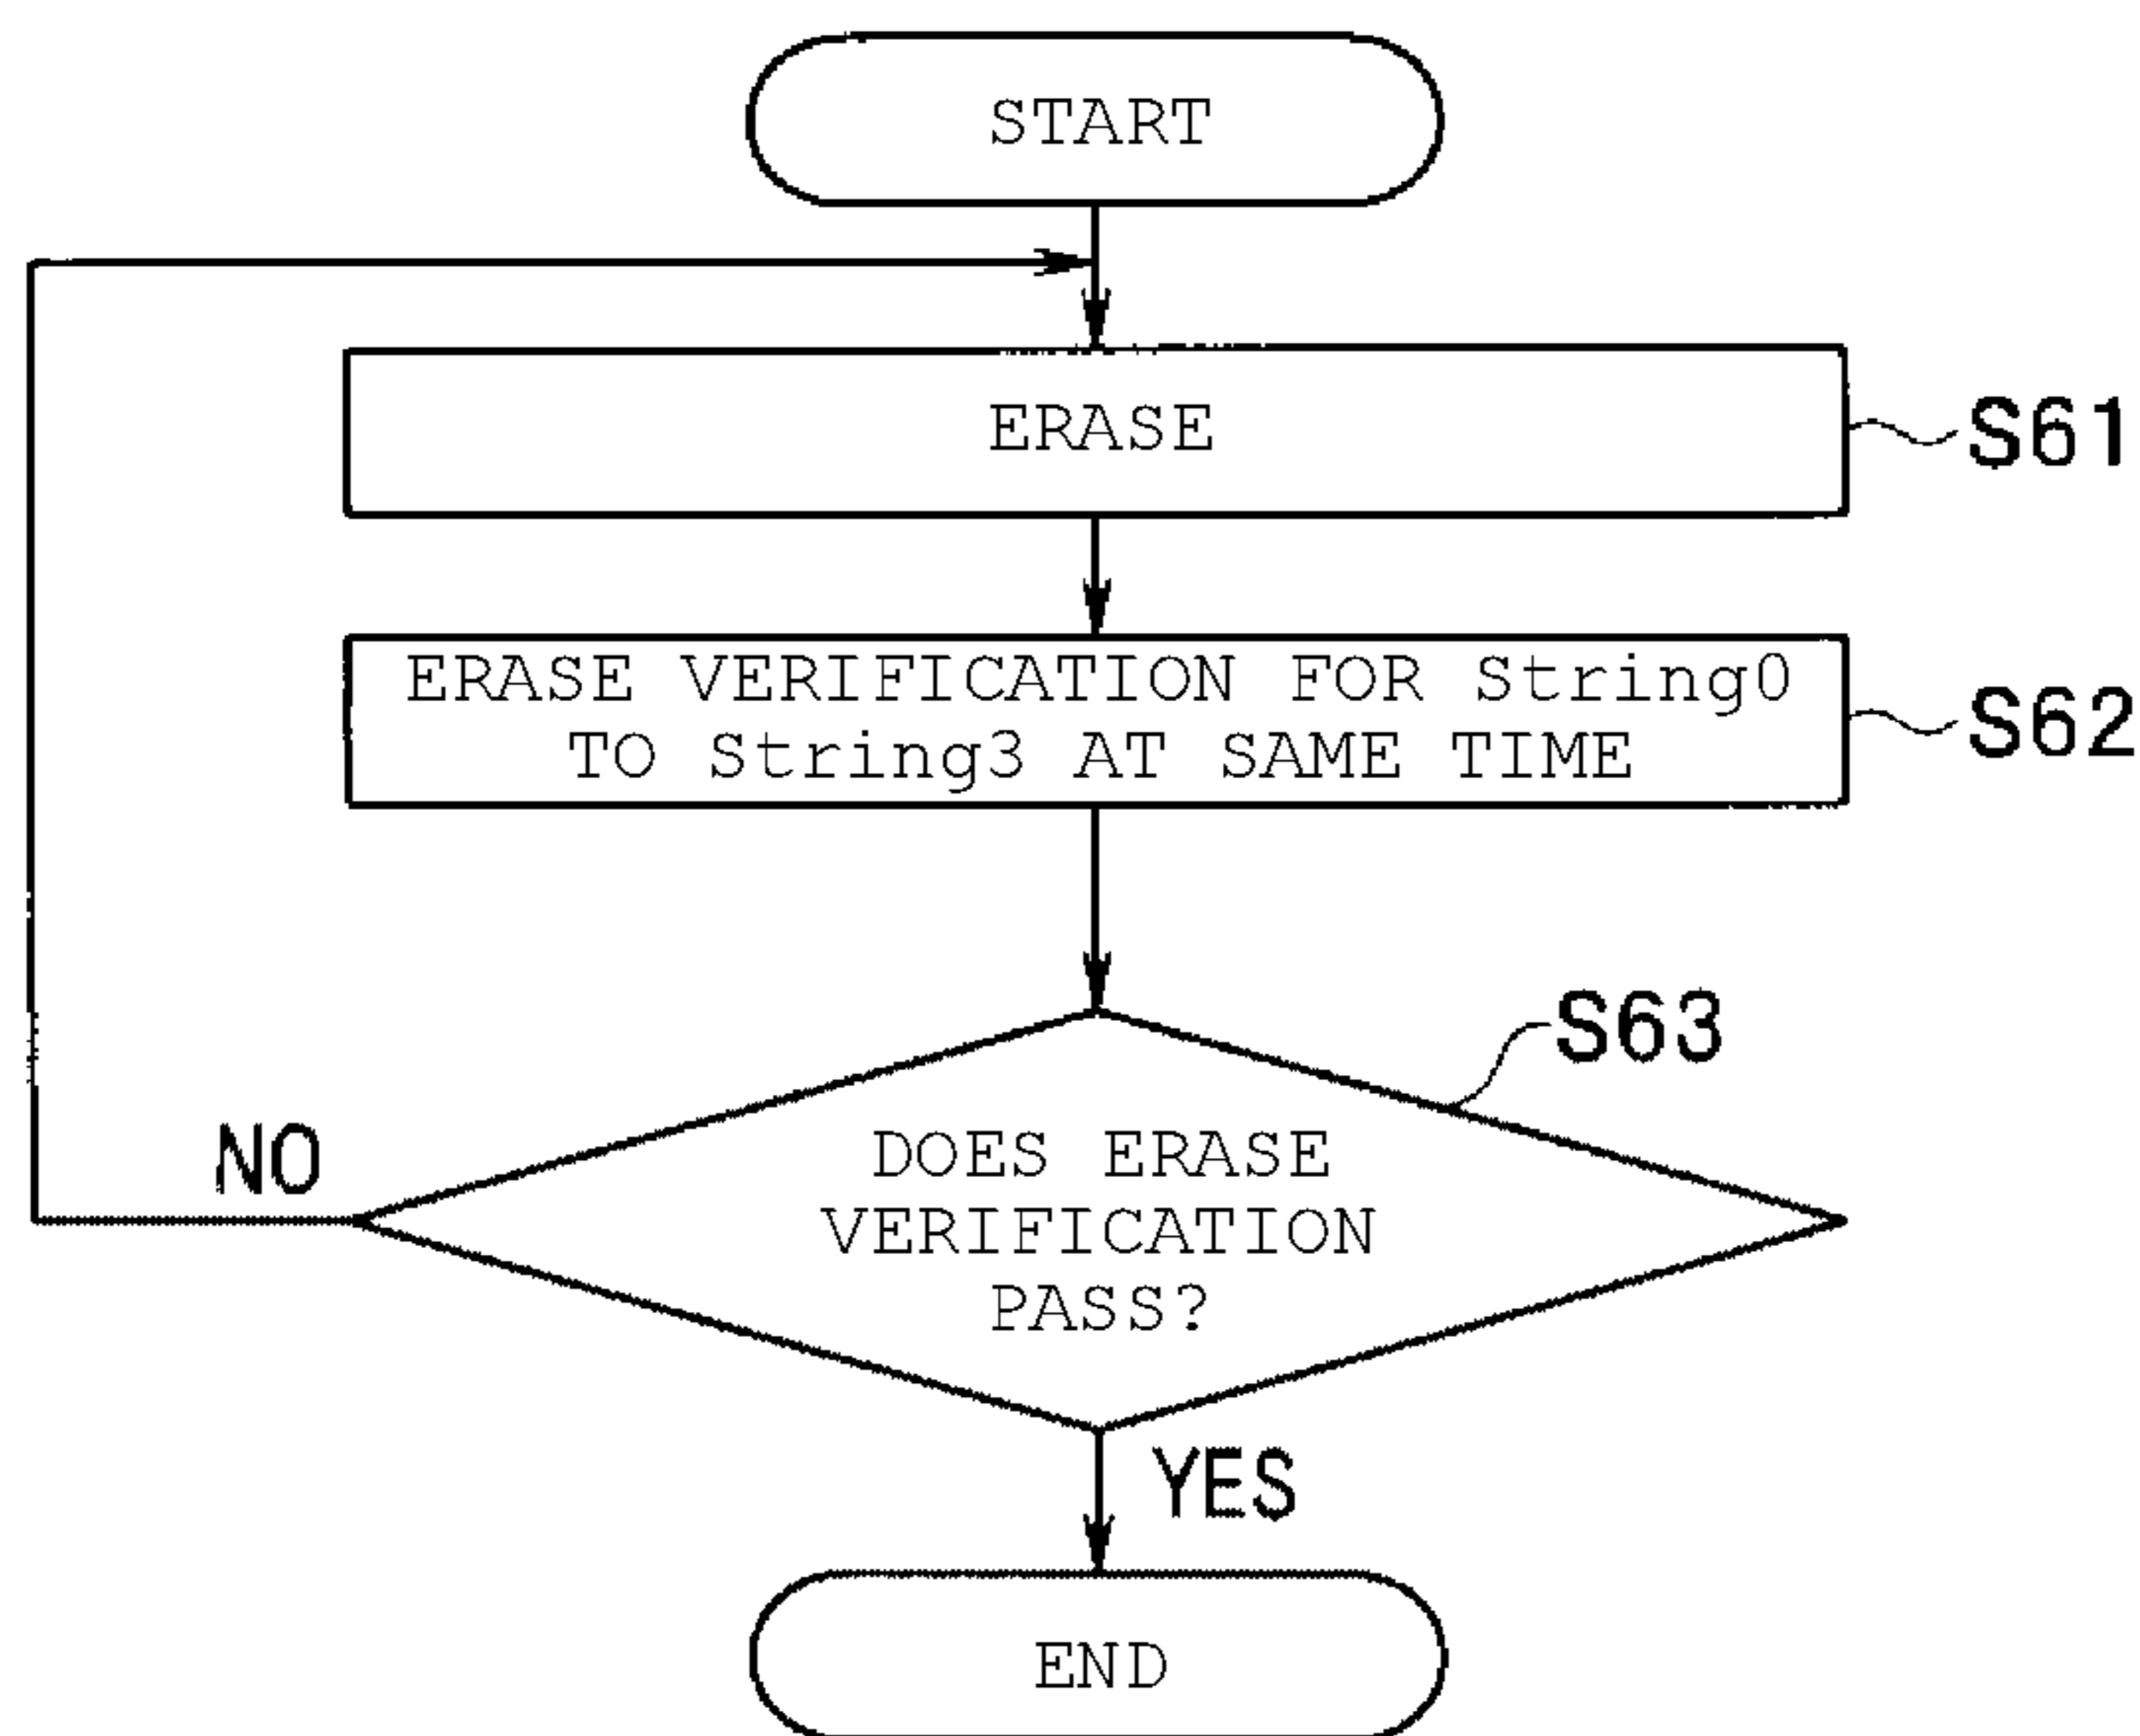 START
ERASE
S61
ERASE VERIFICATION FOR String0
TO String3 AT SAME TIME
S62
S63
DOES ERASE
VERIFICATION
PASS?
NO
YES
END